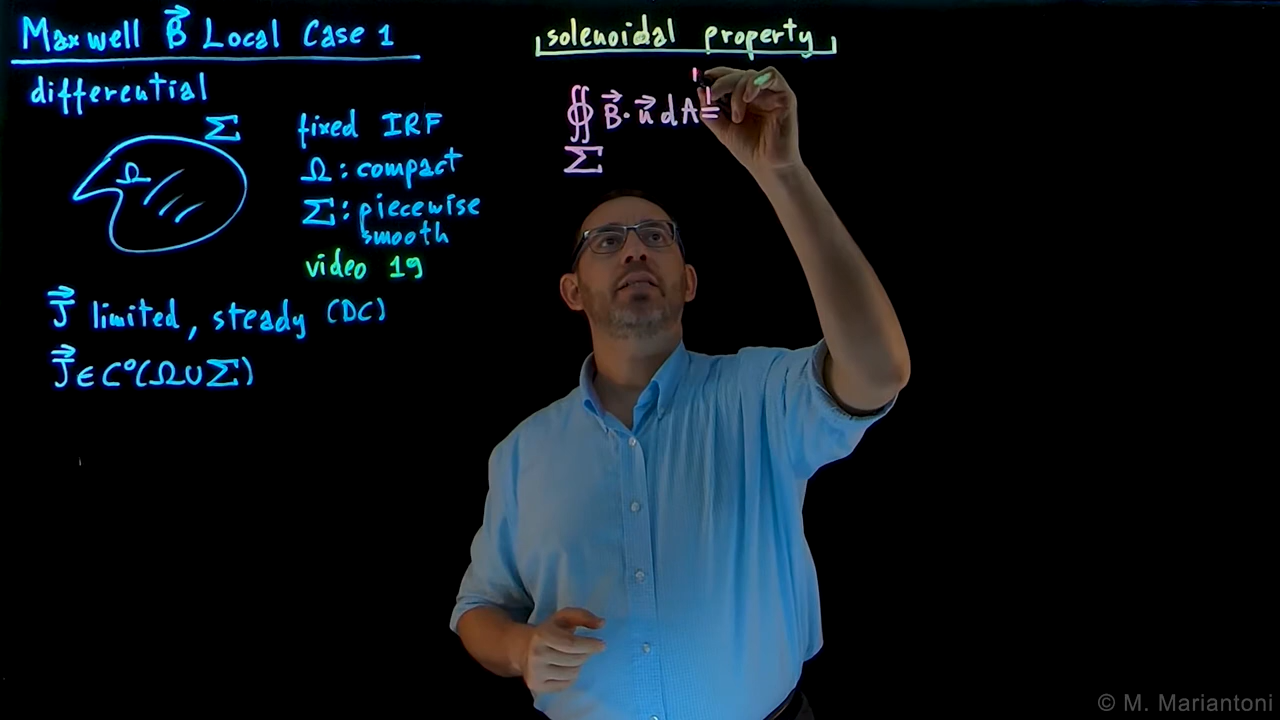 Maxwell B⃗ Local Case 1
differential
Σ
Ω
fixed IRF
Ω: compact
Σ: piecewise
smooth
video 19
J⃗ limited, steady (DC)
J⃗ ∈ C⁰(Ω∪Σ)
solenoidal property
∯ B⃗·u⃗ dA =
Σ
© M. Mariantoni